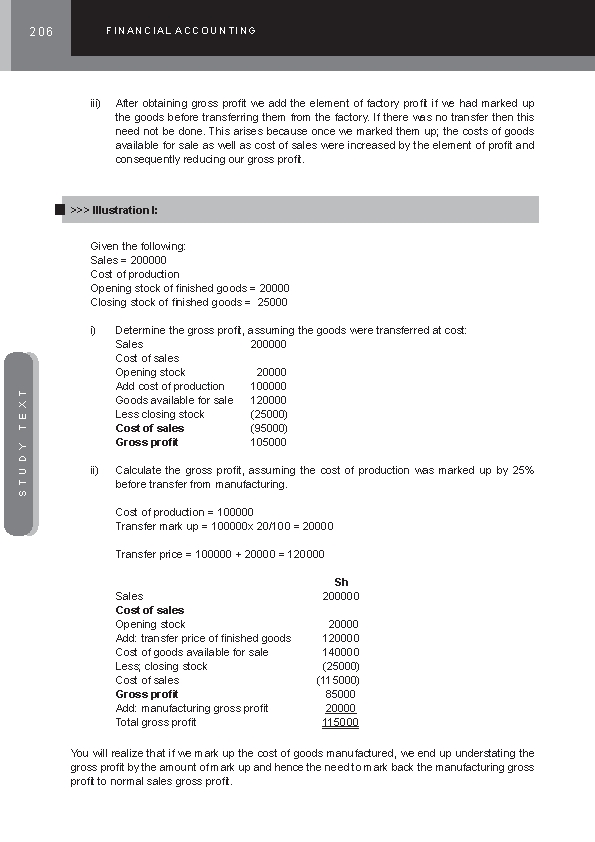 206
FINANCIAL ACCOUNTING
iii) After obtaining gross profit we add the element of factory profit if we had marked up
the goods before transferring them from the factory. If there was no transfer then this
need not be done. This arises because once we marked them up; the costs of goods
available for sale as well as cost of sales were increased by the element of profit and
consequently reducing our gross profit.
>>> Illustration I:
Given the following:
Sales = 200000
Cost of production
Opening stock of finished goods = 20000
Closing stock of finished goods = 25000
i) Determine the gross profit, assuming the goods were transferred at cost:
Sales 200000
Cost of sales
Opening stock 20000
Add cost of production 100000
Goods available for sale 120000
Less closing stock (25000)
Cost of sales (95000)
Gross profit 105000
ii) Calculate the gross profit, assuming the cost of production was marked up by 25%
before transfer from manufacturing.
Cost of production = 100000
Transfer mark up = 100000x 20/100 = 20000
Transfer price = 100000 + 20000 = 120000
Sh
Sales 200000
Cost of sales
Opening stock 20000
Add: transfer price of finished goods 120000
Cost of goods available for sale 140000
Less; closing stock (25000)
Cost of sales (115000)
Gross profit 85000
Add: manufacturing gross profit 20000
Total gross profit 115000
You will realize that if we mark up the cost of goods manufactured, we end up understating the
gross profit by the amount of mark up and hence the need to mark back the manufacturing gross
profit to normal sales gross profit.
STUDY TEXT